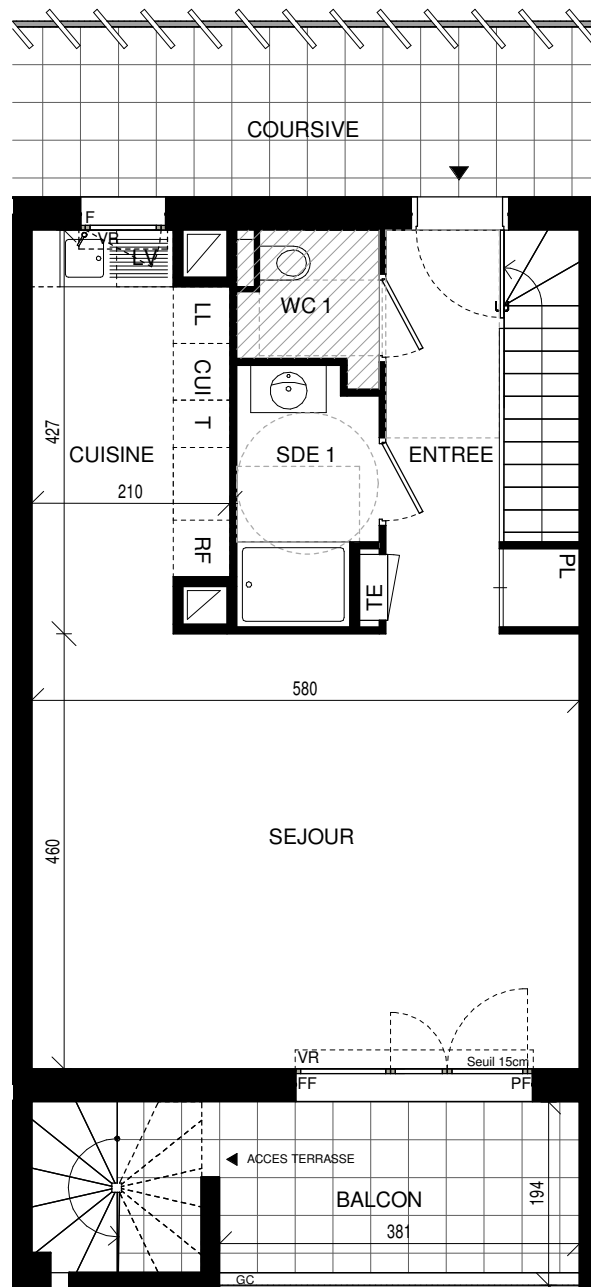 COURSIVE
F
VR
LV
LL
WC 1
CUI
T
427
CUISINE
SDE 1
ENTREE
210
RF
TE
PL
580
SEJOUR
460
VR
Seuil 15cm
FF
PF
ACCES TERRASSE
BALCON
194
381
GC